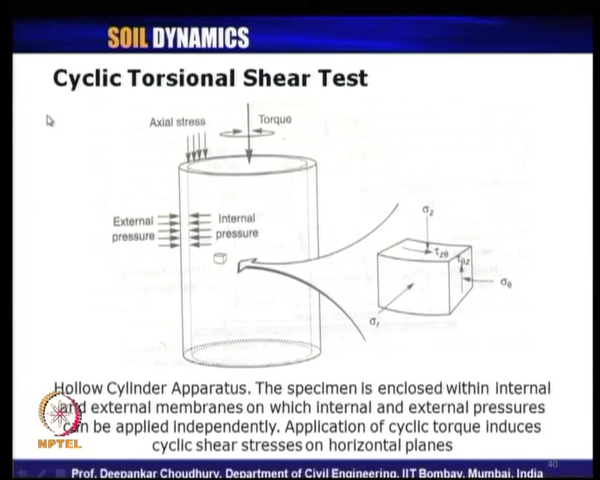 SOIL DYNAMICS
Cyclic Torsional Shear Test
Axial stress
Torque
External pressure
Internal pressure
σz
τzθ
τθz
σθ
σr
Hollow Cylinder Apparatus. The specimen is enclosed within internal
and external membranes on which internal and external pressures
can be applied independently. Application of cyclic torque induces
cyclic shear stresses on horizontal planes
NPTEL
40
Prof. Deepankar Choudhury, Department of Civil Engineering, IIT Bombay, Mumbai, India